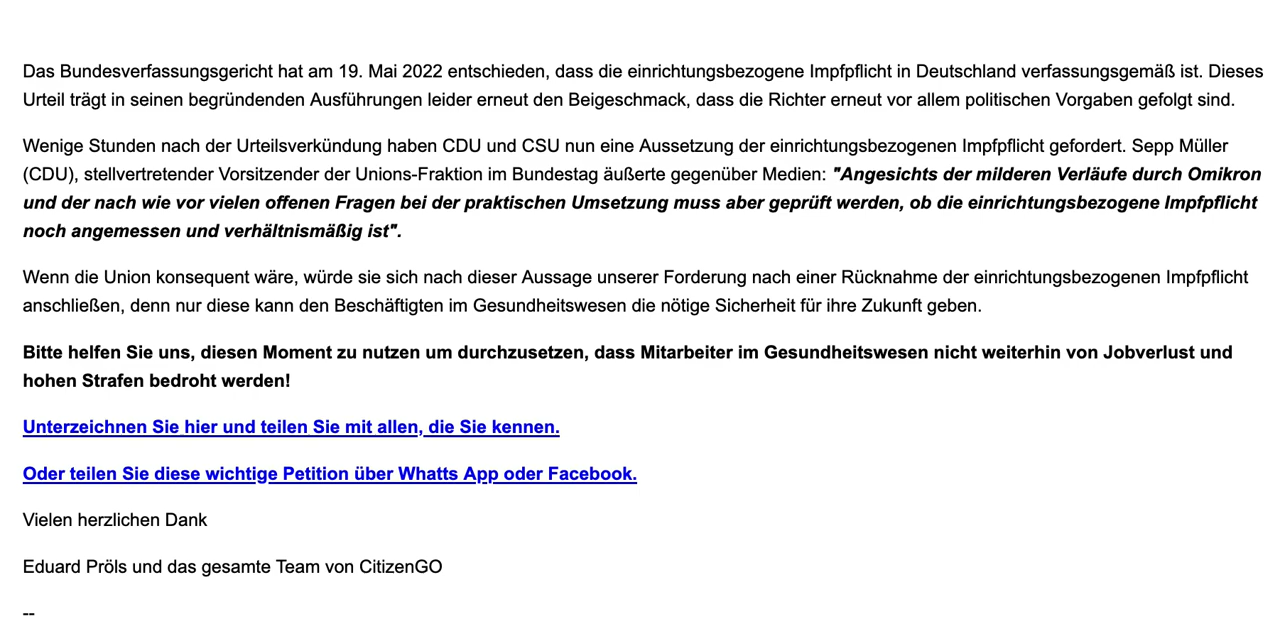 Das Bundesverfassungsgericht hat am 19. Mai 2022 entschieden, dass die einrichtungsbezogene Impfpflicht in Deutschland verfassungsgemäß ist. Dieses
Urteil trägt in seinen begründenden Ausführungen leider erneut den Beigeschmack, dass die Richter erneut vor allem politischen Vorgaben gefolgt sind.
Wenige Stunden nach der Urteilsverkündung haben CDU und CSU nun eine Aussetzung der einrichtungsbezogenen Impfpflicht gefordert. Sepp Müller
(CDU), stellvertretender Vorsitzender der Unions-Fraktion im Bundestag äußerte gegenüber Medien: "Angesichts der milderen Verläufe durch Omikron
und der nach wie vor vielen offenen Fragen bei der praktischen Umsetzung muss aber geprüft werden, ob die einrichtungsbezogene Impfpflicht
noch angemessen und verhältnismäßig ist".
Wenn die Union konsequent wäre, würde sie sich nach dieser Aussage unserer Forderung nach einer Rücknahme der einrichtungsbezogenen Impfpflicht
anschließen, denn nur diese kann den Beschäftigten im Gesundheitswesen die nötige Sicherheit für ihre Zukunft geben.
Bitte helfen Sie uns, diesen Moment zu nutzen um durchzusetzen, dass Mitarbeiter im Gesundheitswesen nicht weiterhin von Jobverlust und
hohen Strafen bedroht werden!
Unterzeichnen Sie hier und teilen Sie mit allen, die Sie kennen.
Oder teilen Sie diese wichtige Petition über Whatts App oder Facebook.
Vielen herzlichen Dank
Eduard Pröls und das gesamte Team von CitizenGO
--